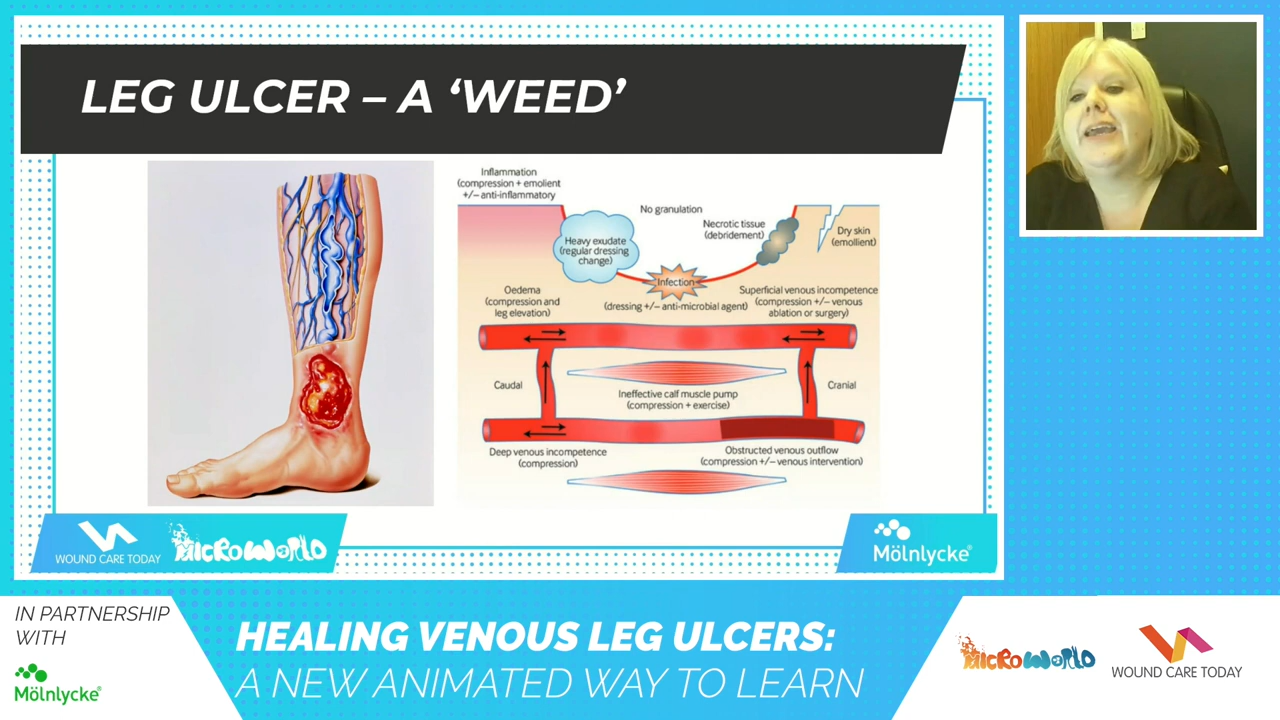 LEG ULCER – A ‘WEED’
Inflammation
(compression + emolient
+/– anti-inflammatory
No granulation
Heavy exudate
(regular dressing
change)
Necrotic tissue
(debridement)
Dry skin
(emollient)
Infection
Oedema
(compression and
leg elevation)
(dressing +/– anti-microbial agent)
Superficial venous incompetence
(compression +/– venous
ablation or surgery)
Caudal
Ineffective calf muscle pump
(compression + exercise)
Cranial
Deep venous incompetence
(compression)
Obstructed venous outflow
(compression +/– venous intervention)
WOUND CARE TODAY
MICROWORLD
Mölnlycke®
IN PARTNERSHIP
WITH
Mölnlycke®
HEALING VENOUS LEG ULCERS:
A NEW ANIMATED WAY TO LEARN
MICROWORLD
WOUND CARE TODAY